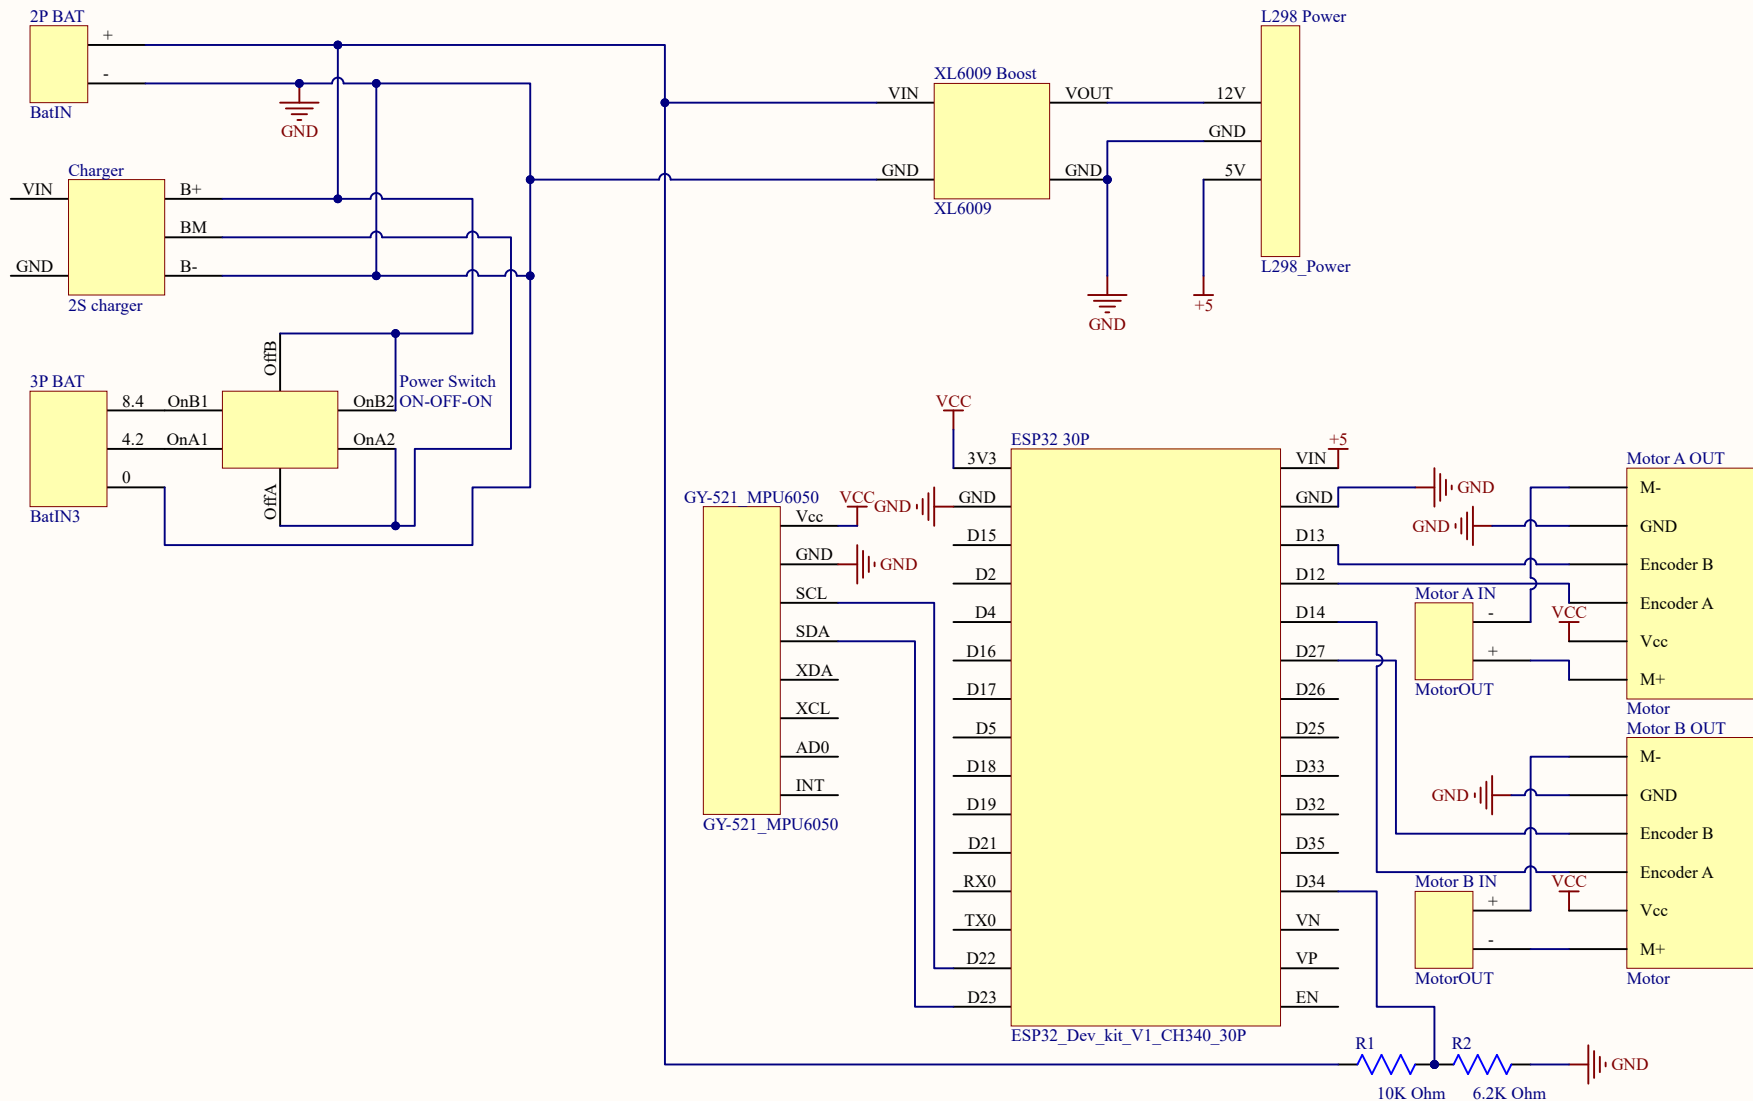 2P BAT
+
-
BatIN
GND
Charger
VIN
GND
B+
BM
B-
2S charger
3P BAT
8.4
4.2
0
BatIN3
OnB1
OnA1
OffB
OffA
OnB2
OnA2
Power Switch
ON-OFF-ON
XL6009 Boost
VIN
GND
VOUT
GND
XL6009
L298 Power
12V
GND
5V
L298_Power
GND
+5
GY-521_MPU6050
Vcc
GND
SCL
SDA
XDA
XCL
AD0
INT
GY-521_MPU6050
VCC
GND
VCC
GND
ESP32 30P
3V3
GND
D15
D2
D4
D16
D17
D5
D18
D19
D21
RX0
TX0
D22
D23
VIN
GND
D13
D12
D14
D27
D26
D25
D33
D32
D35
D34
VN
VP
EN
ESP32_Dev_kit_V1_CH340_30P
+5
GND
GND
Motor A OUT
M-
GND
Encoder B
Encoder A
Vcc
M+
Motor
VCC
Motor A IN
-
+
MotorOUT
Motor B OUT
M-
GND
Encoder B
Encoder A
Vcc
M+
Motor
GND
VCC
Motor B IN
+
-
MotorOUT
R1
10K Ohm
R2
6.2K Ohm
GND